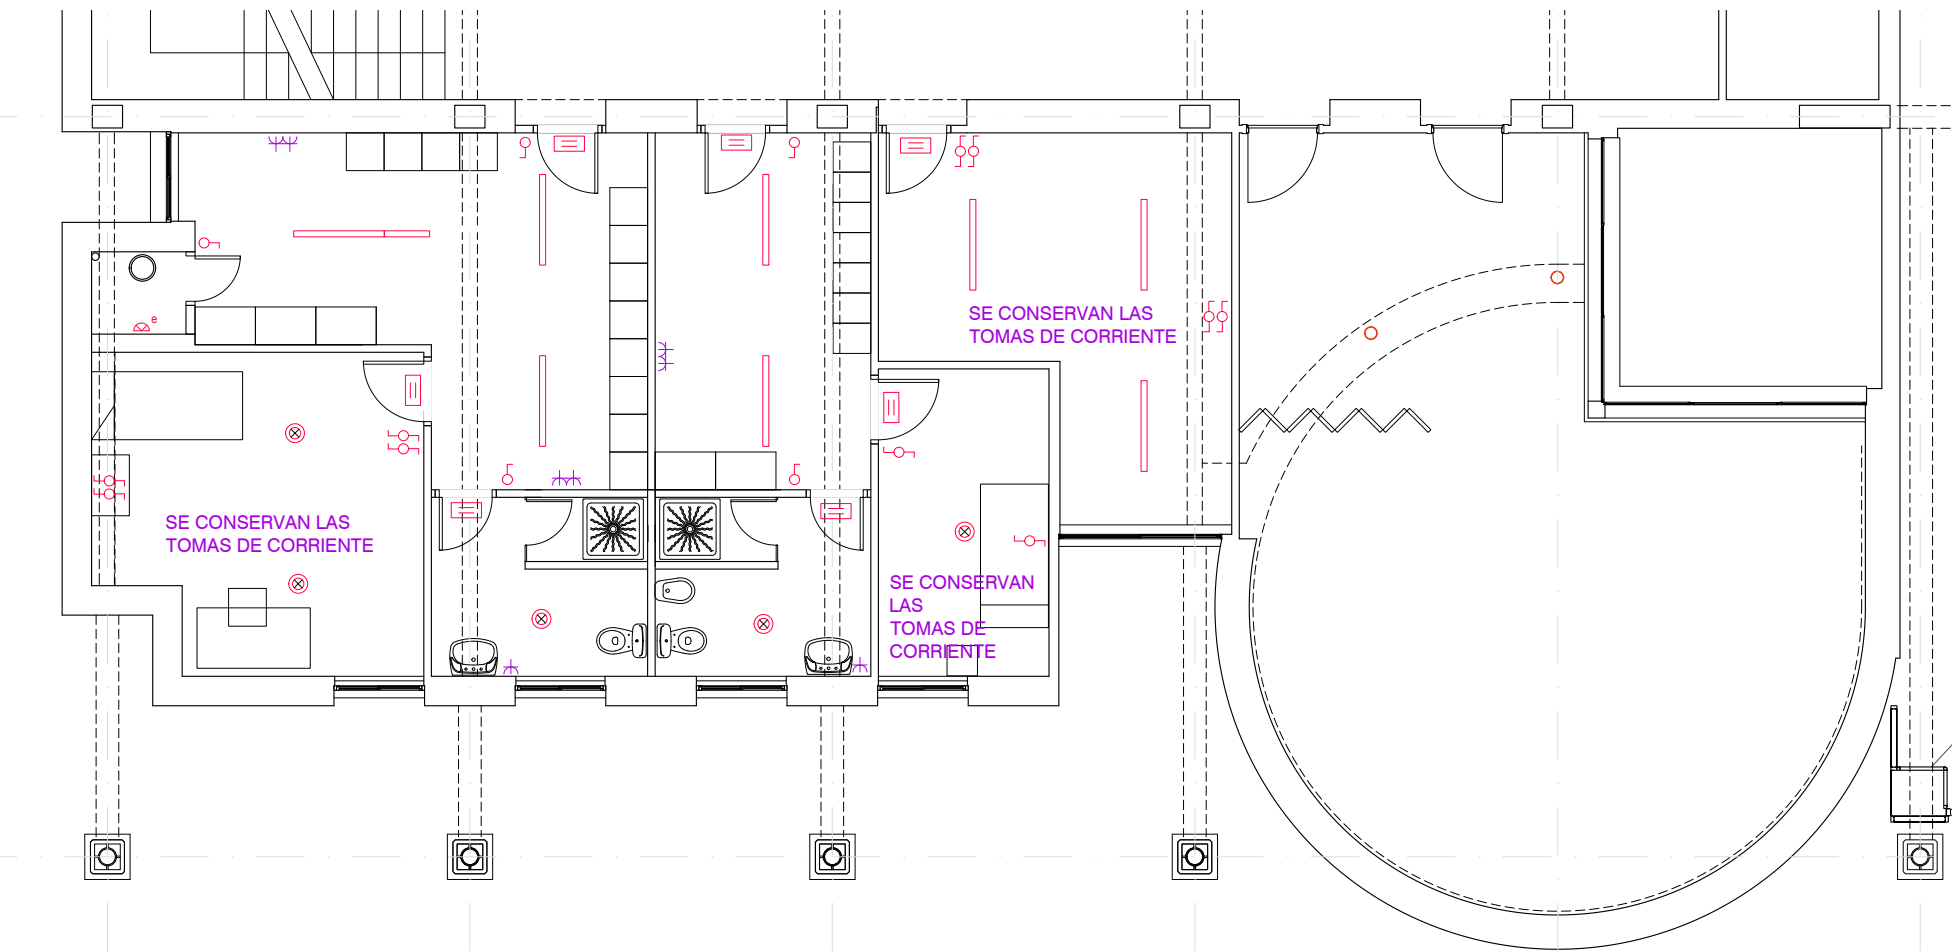 SE CONSERVAN LAS
TOMAS DE CORRIENTE
e
SE CONSERVAN LAS
TOMAS DE CORRIENTE
SE CONSERVAN
LAS
TOMAS DE
CORRIENTE